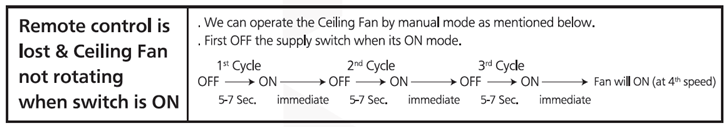 Remote control is
lost & Ceiling Fan
not rotating
when switch is ON
. We can operate the Ceiling Fan by manual mode as mentioned below.
. First OFF the supply switch when its ON mode.
1st Cycle 2nd Cycle 3rd Cycle
OFF → ON → OFF → ON → OFF → ON → Fan will ON (at 4th speed)
5-7 Sec. immediate 5-7 Sec. immediate 5-7 Sec. immediate